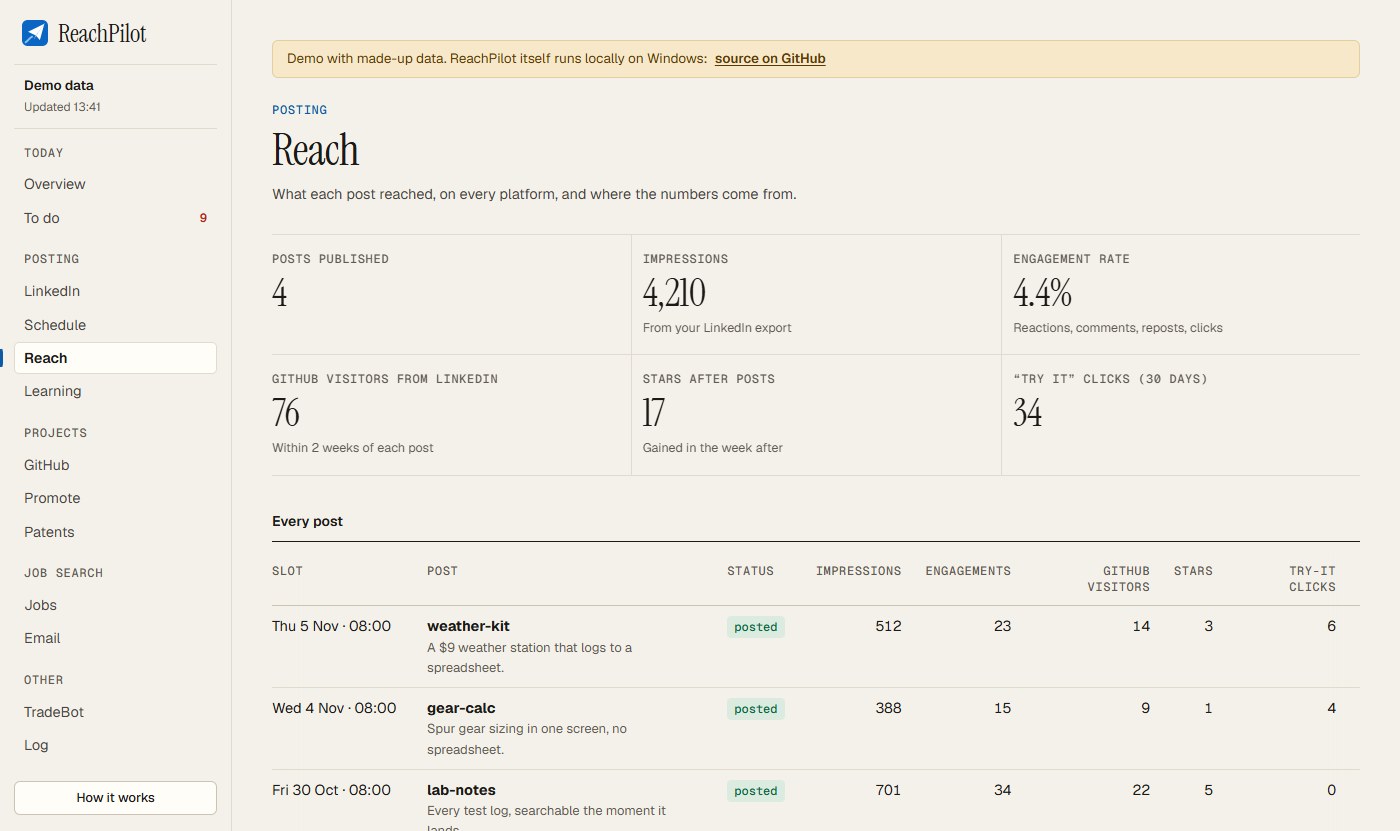 ReachPilot
Demo data
Updated 13:41
TODAY
Overview
To do 9
POSTING
LinkedIn
Schedule
Reach
Learning
PROJECTS
GitHub
Promote
Patents
JOB SEARCH
Jobs
Email
OTHER
TradeBot
Log
How it works
Demo with made-up data. ReachPilot itself runs locally on Windows: source on GitHub
POSTING
Reach
What each post reached, on every platform, and where the numbers come from.
POSTS PUBLISHED
4
IMPRESSIONS
4,210
From your LinkedIn export
ENGAGEMENT RATE
4.4%
Reactions, comments, reposts, clicks
GITHUB VISITORS FROM LINKEDIN
76
Within 2 weeks of each post
STARS AFTER POSTS
17
Gained in the week after
“TRY IT” CLICKS (30 DAYS)
34
Every post
SLOT POST STATUS IMPRESSIONS ENGAGEMENTS GITHUB VISITORS STARS TRY-IT CLICKS
Thu 5 Nov · 08:00 weather-kit posted 512 23 14 3 6
A $9 weather station that logs to a
spreadsheet.
Wed 4 Nov · 08:00 gear-calc posted 388 15 9 1 4
Spur gear sizing in one screen, no
spreadsheet.
Fri 30 Oct · 08:00 lab-notes posted 701 34 22 5 0
Every test log, searchable the moment it
lands.